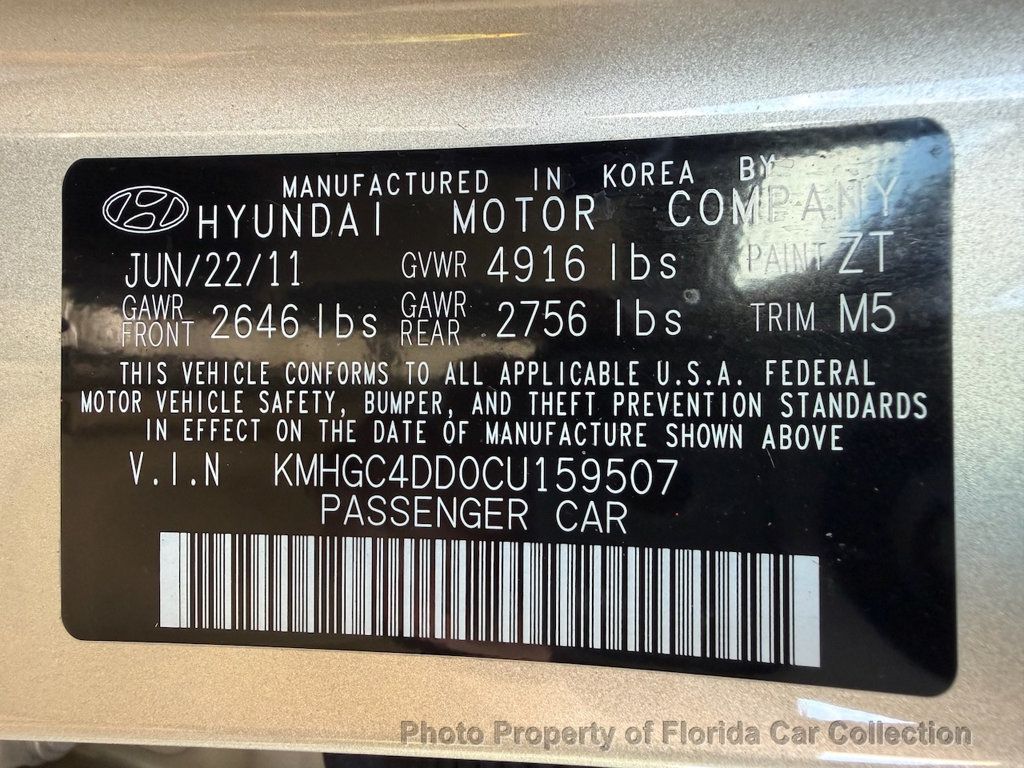 MANUFACTURED IN KOREA BY
HYUNDAI MOTOR COMPANY
JUN/22/11 GVWR 4916 lbs PAINT ZT
GAWR FRONT 2646 lbs GAWR REAR 2756 lbs TRIM M5
THIS VEHICLE CONFORMS TO ALL APPLICABLE U.S.A. FEDERAL
MOTOR VEHICLE SAFETY, BUMPER, AND THEFT PREVENTION STANDARDS
IN EFFECT ON THE DATE OF MANUFACTURE SHOWN ABOVE
V.I.N KMHGC4DD0CU159507
PASSENGER CAR
Photo Property of Florida Car Collection